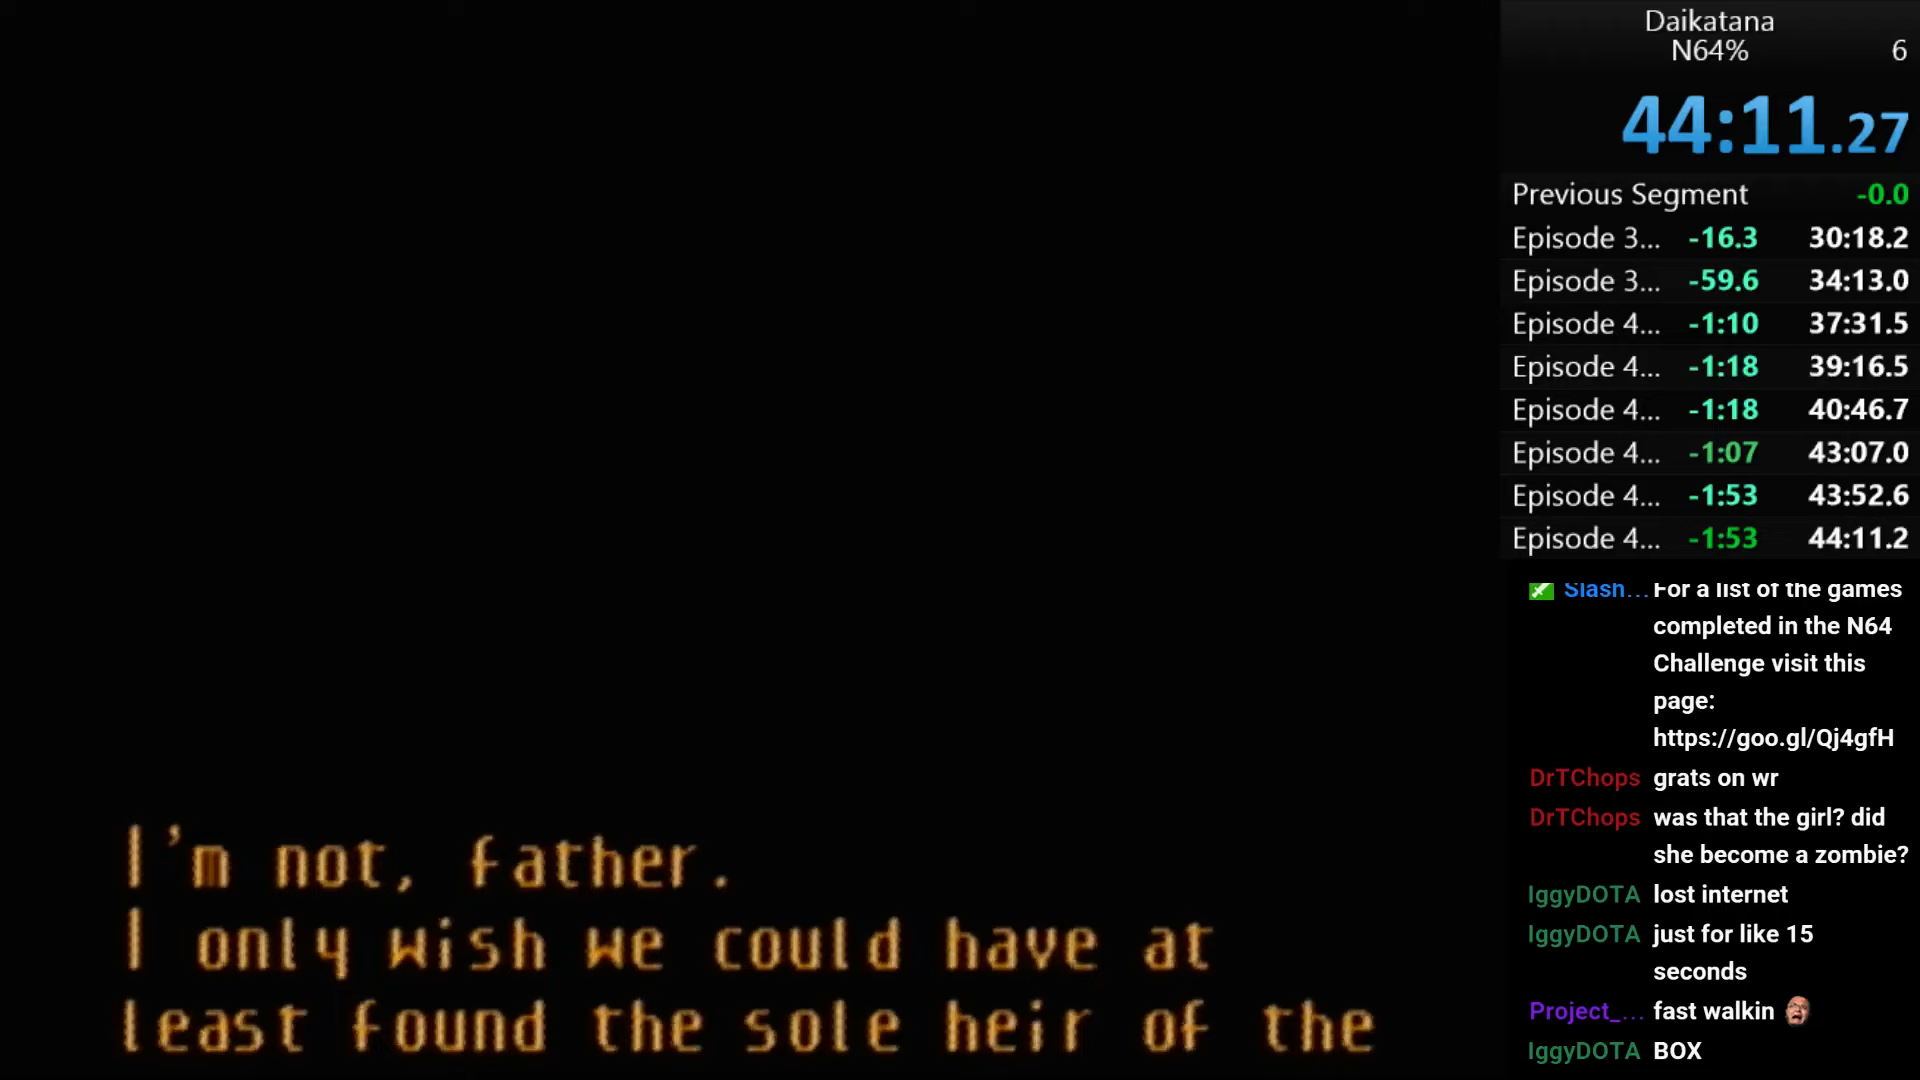 I'm not, father.
I only wish we could have at
least found the sole heir of the
Daikatana
N64% 6
44:11.27
Previous Segment -0.0
Episode 3... -16.3 30:18.2
Episode 3... -59.6 34:13.0
Episode 4... -1:10 37:31.5
Episode 4... -1:18 39:16.5
Episode 4... -1:18 40:46.7
Episode 4... -1:07 43:07.0
Episode 4... -1:53 43:52.6
Episode 4... -1:53 44:11.2
Slash... For a list of the games
completed in the N64
Challenge visit this
page:
https://goo.gl/Qj4gfH
DrTChops grats on wr
DrTChops was that the girl? did
she become a zombie?
IggyDOTA lost internet
IggyDOTA just for like 15
seconds
Project_... fast walkin
IggyDOTA BOX